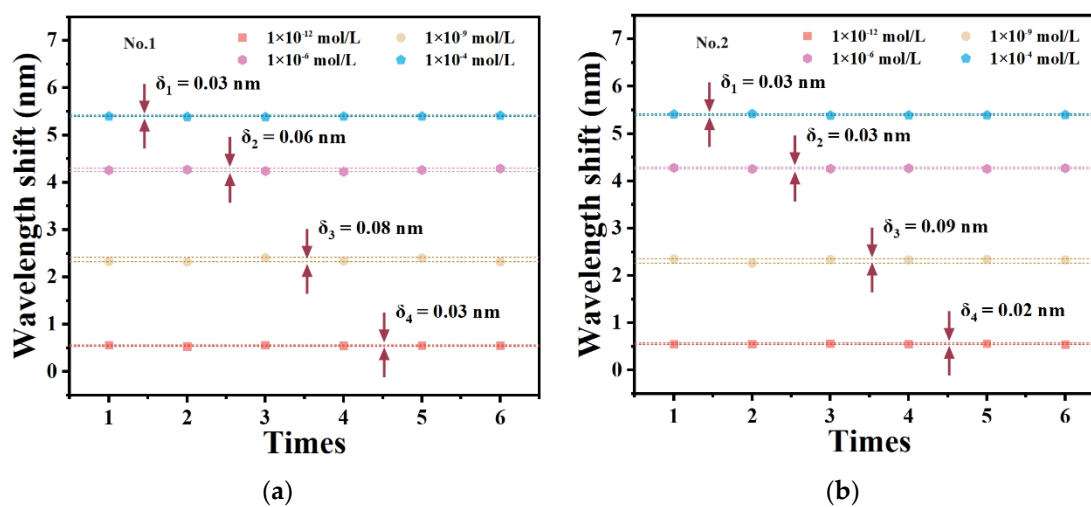 No.1
1×10⁻¹² mol/L
1×10⁻⁹ mol/L
1×10⁻⁶ mol/L
1×10⁻⁴ mol/L
δ₁ = 0.03 nm
δ₂ = 0.06 nm
δ₃ = 0.08 nm
δ₄ = 0.03 nm
Wavelength shift (nm)
7
6
5
4
3
2
1
0
1 2 3 4 5 6
Times
(a)
No.2
1×10⁻¹² mol/L
1×10⁻⁹ mol/L
1×10⁻⁶ mol/L
1×10⁻⁴ mol/L
δ₁ = 0.03 nm
δ₂ = 0.03 nm
δ₃ = 0.09 nm
δ₄ = 0.02 nm
Wavelength shift (nm)
7
6
5
4
3
2
1
0
1 2 3 4 5 6
Times
(b)